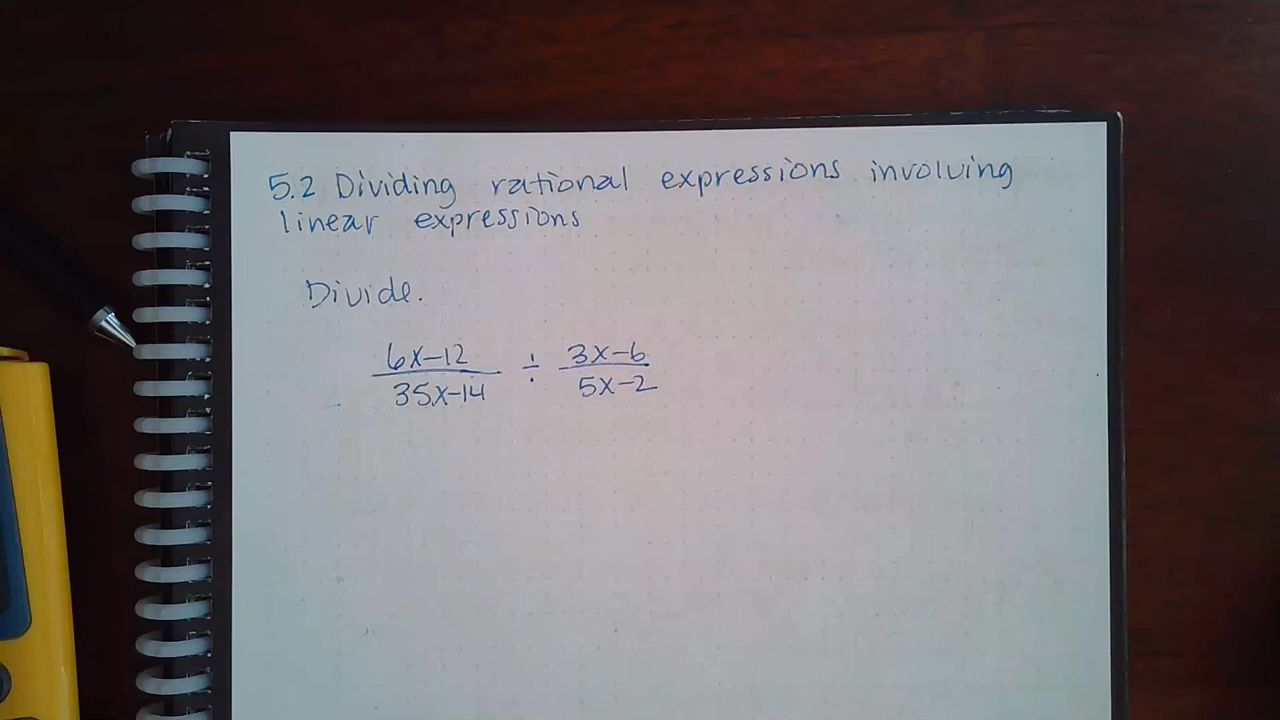 5.2 Dividing rational expressions involving
linear expressions
Divide.
6x-12 / 35x-14 ÷ 3x-6 / 5x-2